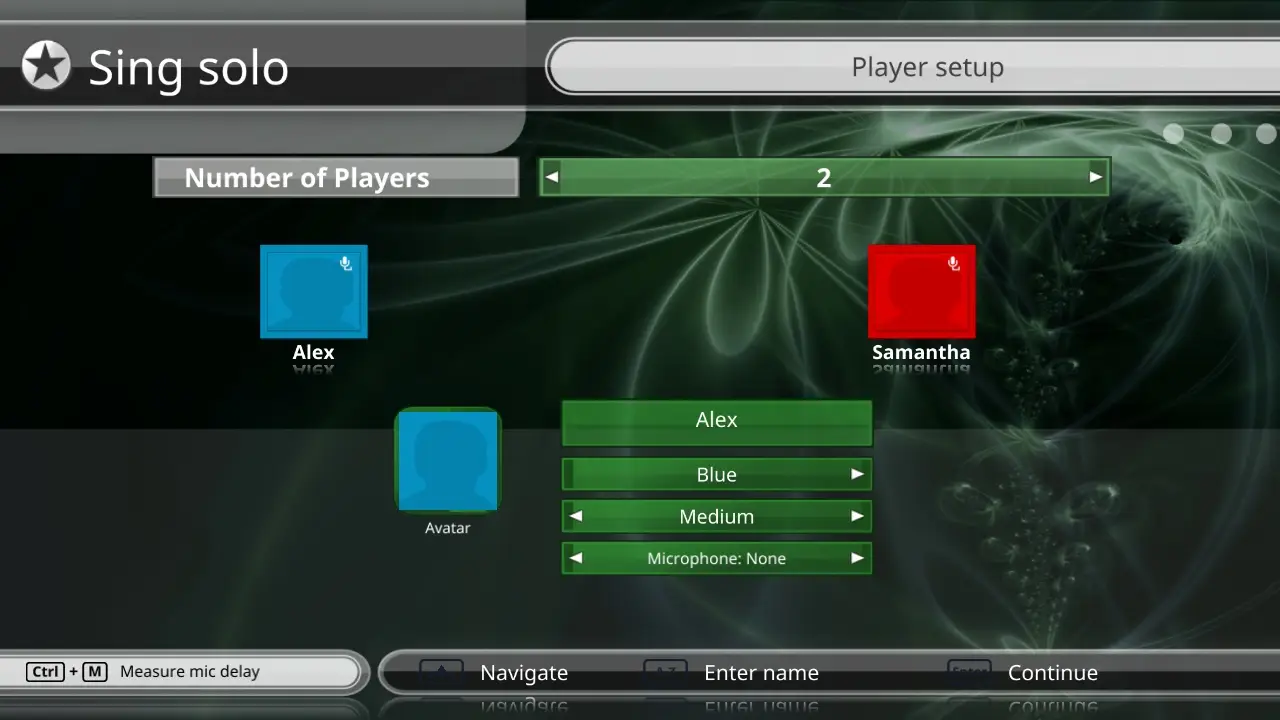 Sing solo
Player setup
Number of Players
2
Alex
Samantha
Alex
Blue
Medium
Microphone: None
Avatar
Ctrl + M Measure mic delay
Navigate
A-Z Enter name
Enter Continue